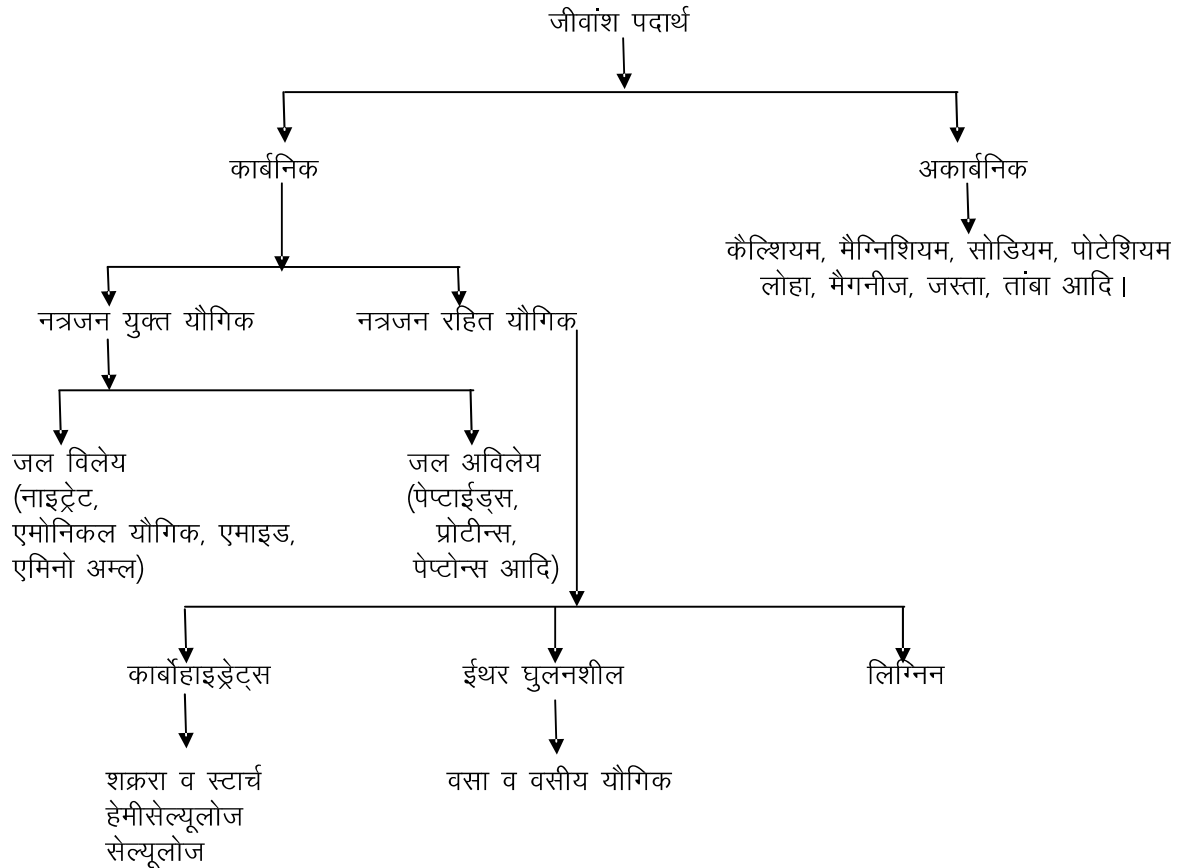 जीवांश पदार्थ
कार्बनिक
अकार्बनिक
कैल्शियम, मैग्निशियम, सोडियम, पोटेशियम
लोहा, मैगनीज, जस्ता, तांबा आदि।
नत्रजन युक्त यौगिक
नत्रजन रहित यौगिक
जल विलेय
(नाइट्रेट,
एमोनिकल यौगिक, एमाइड,
एमिनो अम्ल)
जल अविलेय
(पेप्टाईड्स,
प्रोटीन्स,
पेप्टोन्स आदि)
कार्बोहाइड्रेट्स
ईथर घुलनशील
लिग्निन
शक्ररा व स्टार्च
हेमीसेल्यूलोज
सेल्यूलोज
वसा व वसीय यौगिक